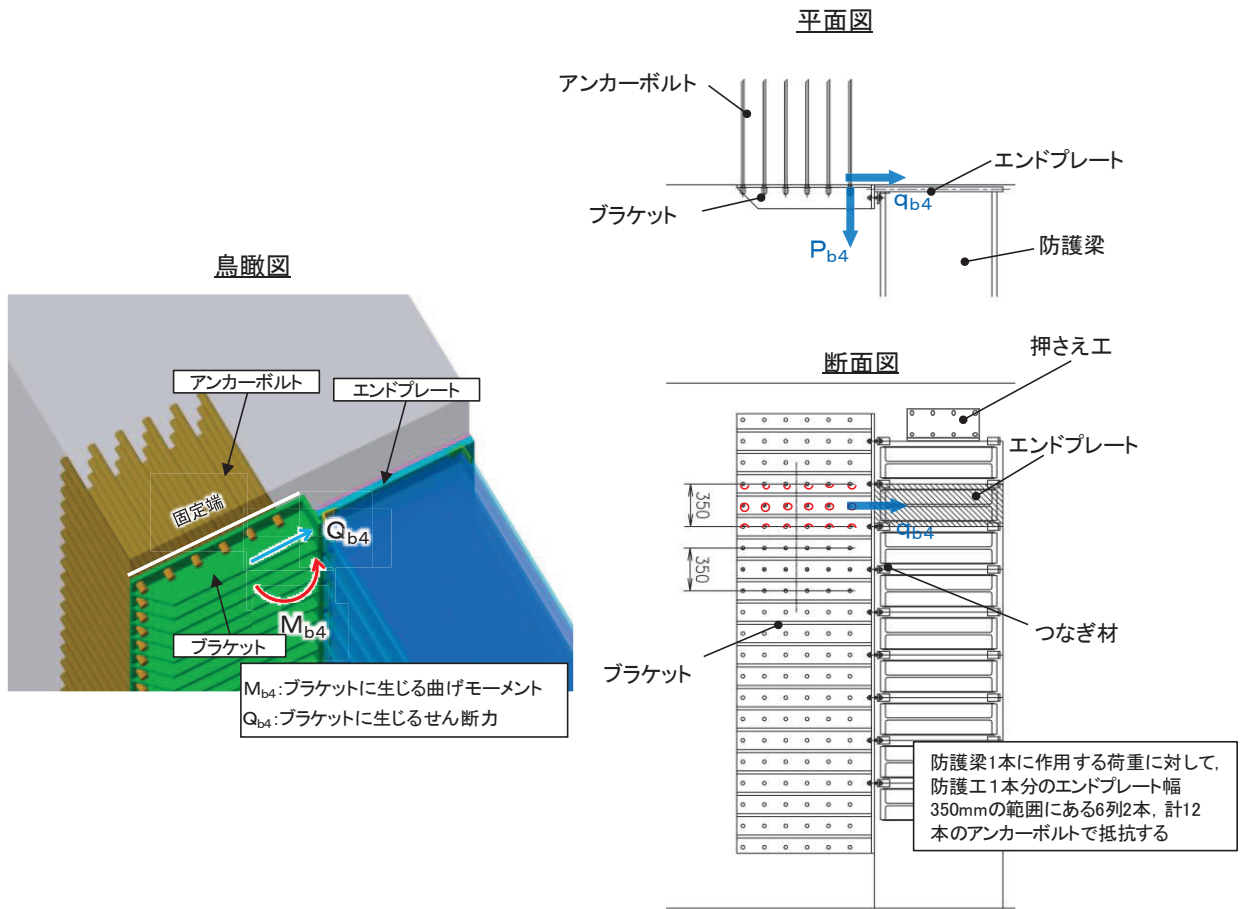 平面図
アンカーボルト
エンドプレート
ブラケット
qb4
Pb4
防護梁
鳥瞰図
アンカーボルト
エンドプレート
固定端
Qb4
Mb4
ブラケット
Mb4:ブラケットに生じる曲げモーメント
Qb4:ブラケットに生じるせん断力
断面図
押さえ工
エンドプレート
350
qb4
350
つなぎ材
ブラケット
防護梁1本に作用する荷重に対して,
防護工1本分のエンドプレート幅
350mmの範囲にある6列2本,計12
本のアンカーボルトで抵抗する